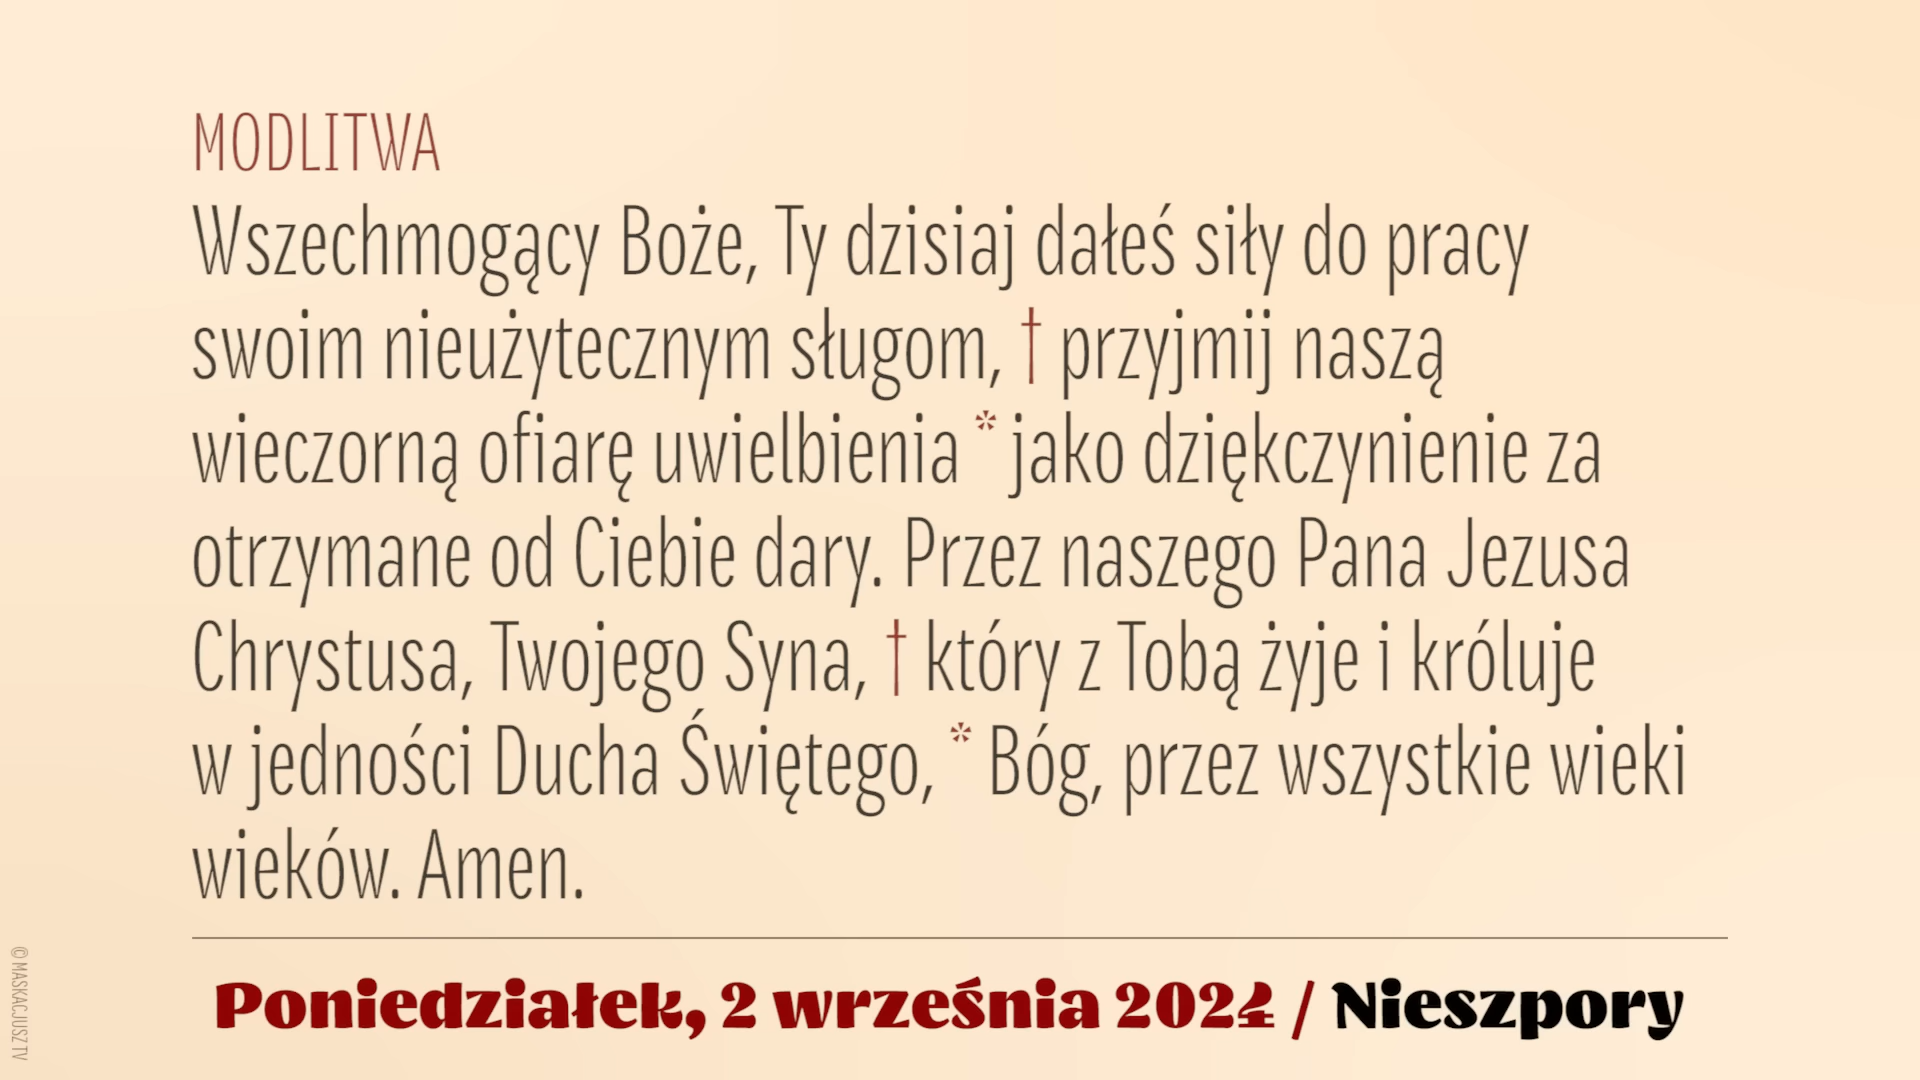 MODLITWA
Wszechmogący Boże, Ty dzisiaj dałeś siły do pracy
swoim nieużytecznym sługom, † przyjmij naszą
wieczorną ofiarę uwielbienia * jako dziękczynienie za
otrzymane od Ciebie dary. Przez naszego Pana Jezusa
Chrystusa, Twojego Syna, † który z Tobą żyje i króluje
w jedności Ducha Świętego, * Bóg, przez wszystkie wieki
wieków. Amen.
Poniedziałek, 2 września 2024 / Nieszpory
© MASKACJUSZ TV